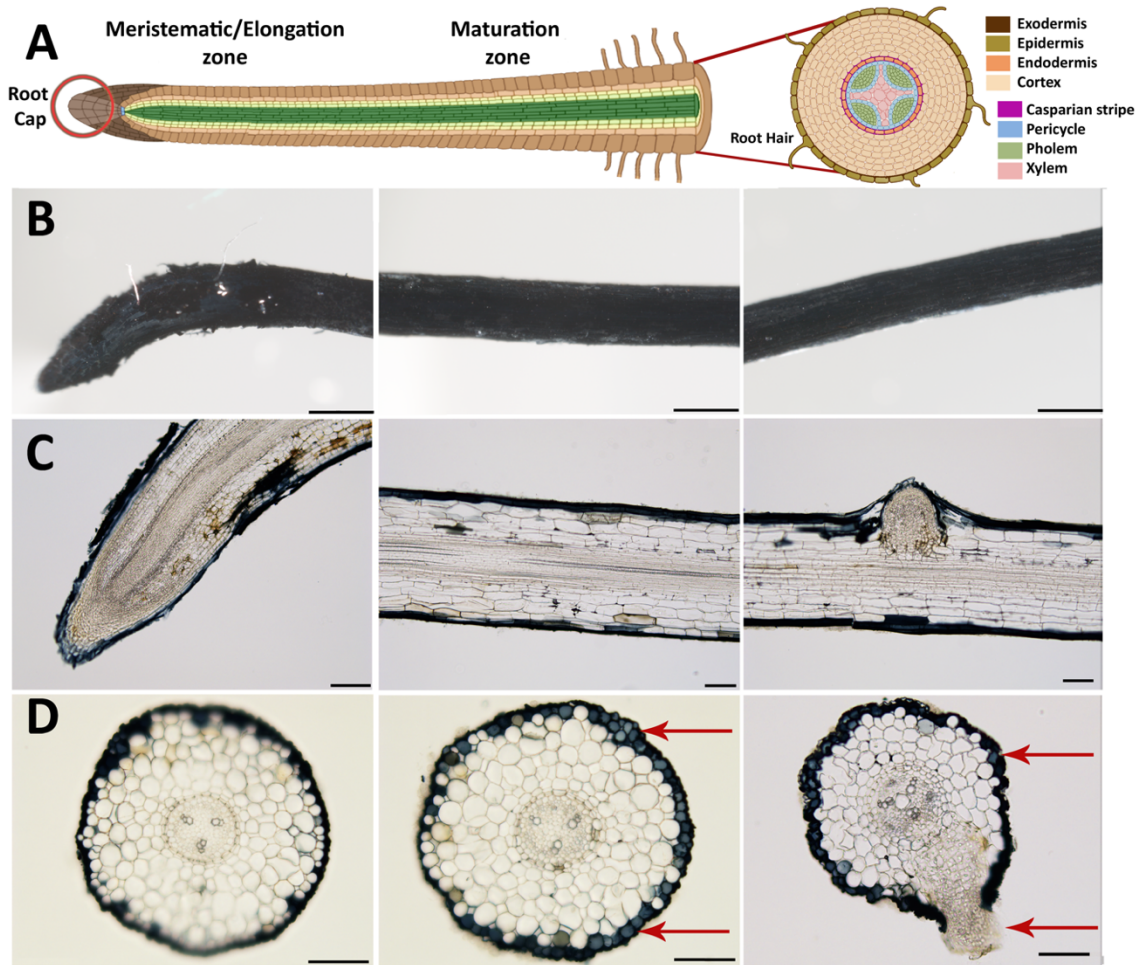 A
Meristematic/Elongation
zone
Maturation
zone
Root
Cap
Root Hair
Exodermis
Epidermis
Endodermis
Cortex
Casparian stripe
Pericycle
Pholem
Xylem
B
C
D